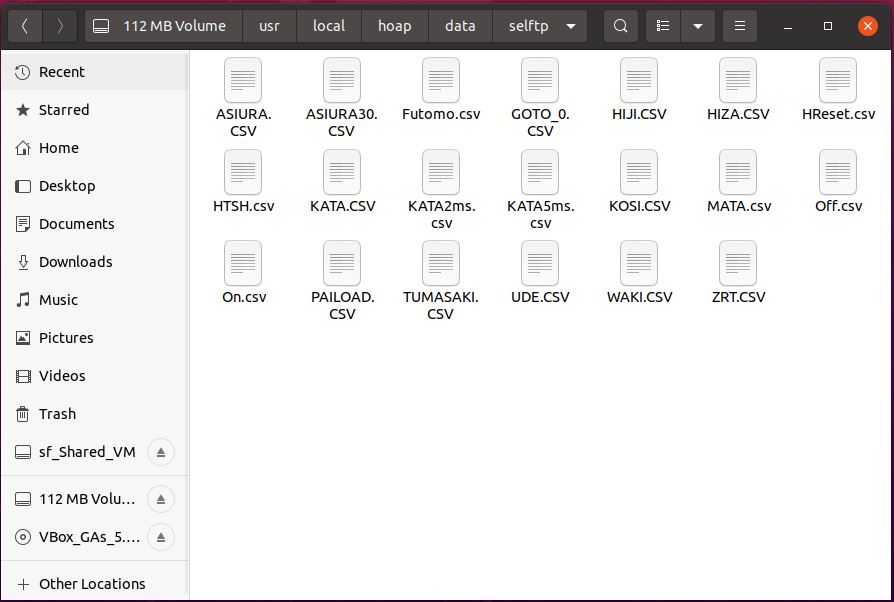 112 MB Volume usr local hoap data selftp
Recent
Starred
Home
Desktop
Documents
Downloads
Music
Pictures
Videos
Trash
sf_Shared_VM
112 MB Volu...
VBox_GAs_5....
Other Locations
ASIURA.
CSV
ASIURA30.
CSV
Futomo.csv
GOTO_0.
CSV
HIJI.CSV
HIZA.CSV
HReset.csv
HTSH.csv
KATA.CSV
KATA2ms.
csv
KATA5ms.
csv
KOSI.CSV
MATA.csv
Off.csv
On.csv
PAILOAD.
CSV
TUMASAKI.
CSV
UDE.CSV
WAKI.CSV
ZRT.CSV